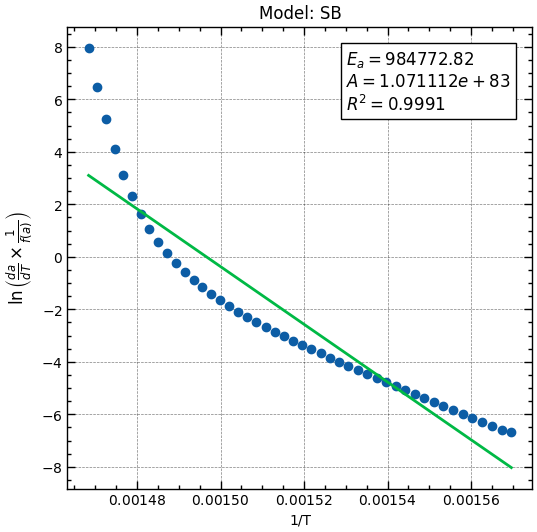 Model: SB
E_a = 984772.82
A = 1.071112e + 83
R^2 = 0.9991
8
6
4
2
0
−2
−4
−6
−8
ln(da/dT × 1/f(a))
0.00148
0.00150
0.00152
0.00154
0.00156
1/T